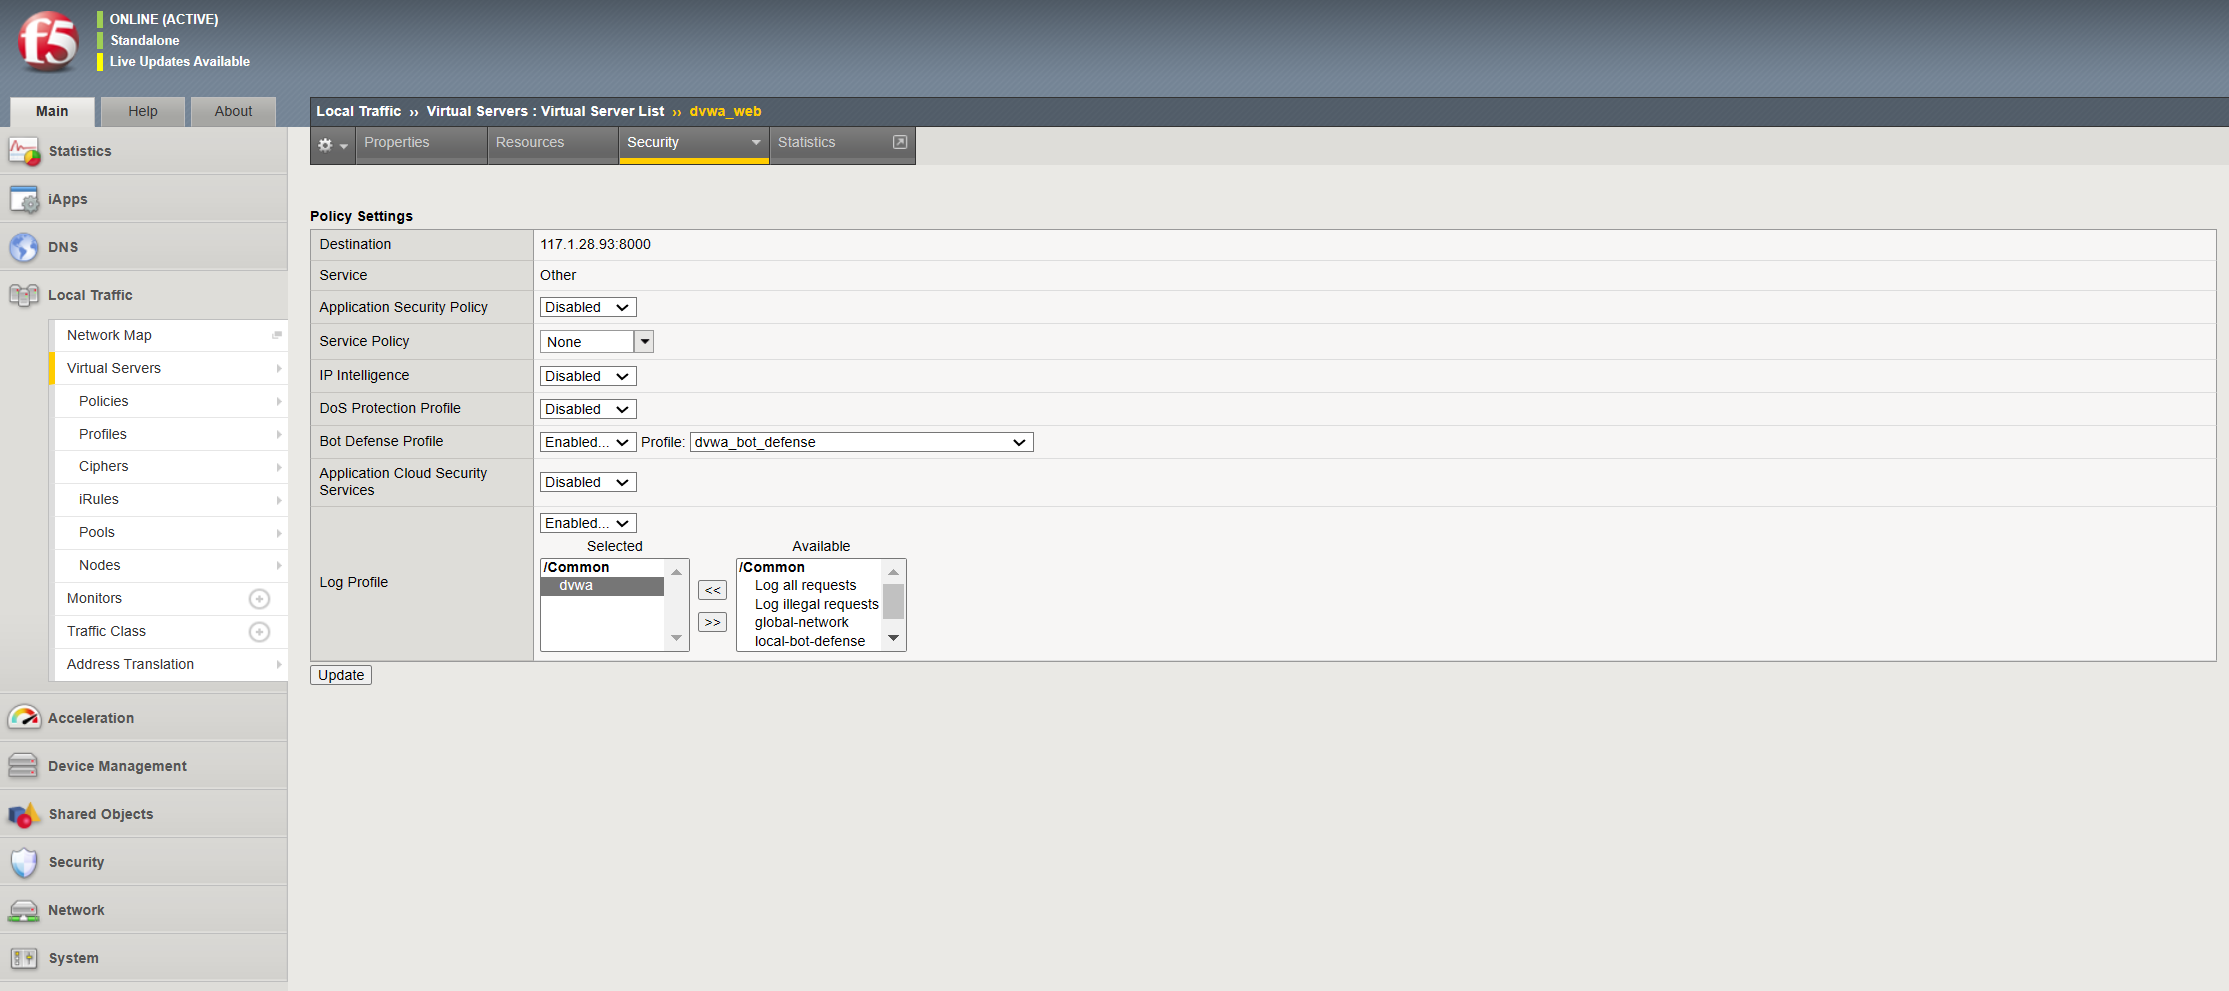 f5
ONLINE (ACTIVE)
Standalone
Live Updates Available
Main
Help
About
Statistics
iApps
DNS
Local Traffic
Network Map
Virtual Servers
Policies
Profiles
Ciphers
iRules
Pools
Nodes
Monitors
Traffic Class
Address Translation
Acceleration
Device Management
Shared Objects
Security
Network
System
Local Traffic ›› Virtual Servers : Virtual Server List ›› dvwa_web
Properties
Resources
Security
Statistics
Policy Settings
Destination 117.1.28.93:8000
Service Other
Application Security Policy Disabled
Service Policy None
IP Intelligence Disabled
DoS Protection Profile Disabled
Bot Defense Profile Enabled... Profile: dvwa_bot_defense
Application Cloud Security
Services
Disabled
Log Profile
Enabled...
Selected
/Common
dvwa
<<
>>
Available
/Common
Log all requests
Log illegal requests
global-network
local-bot-defense
Update